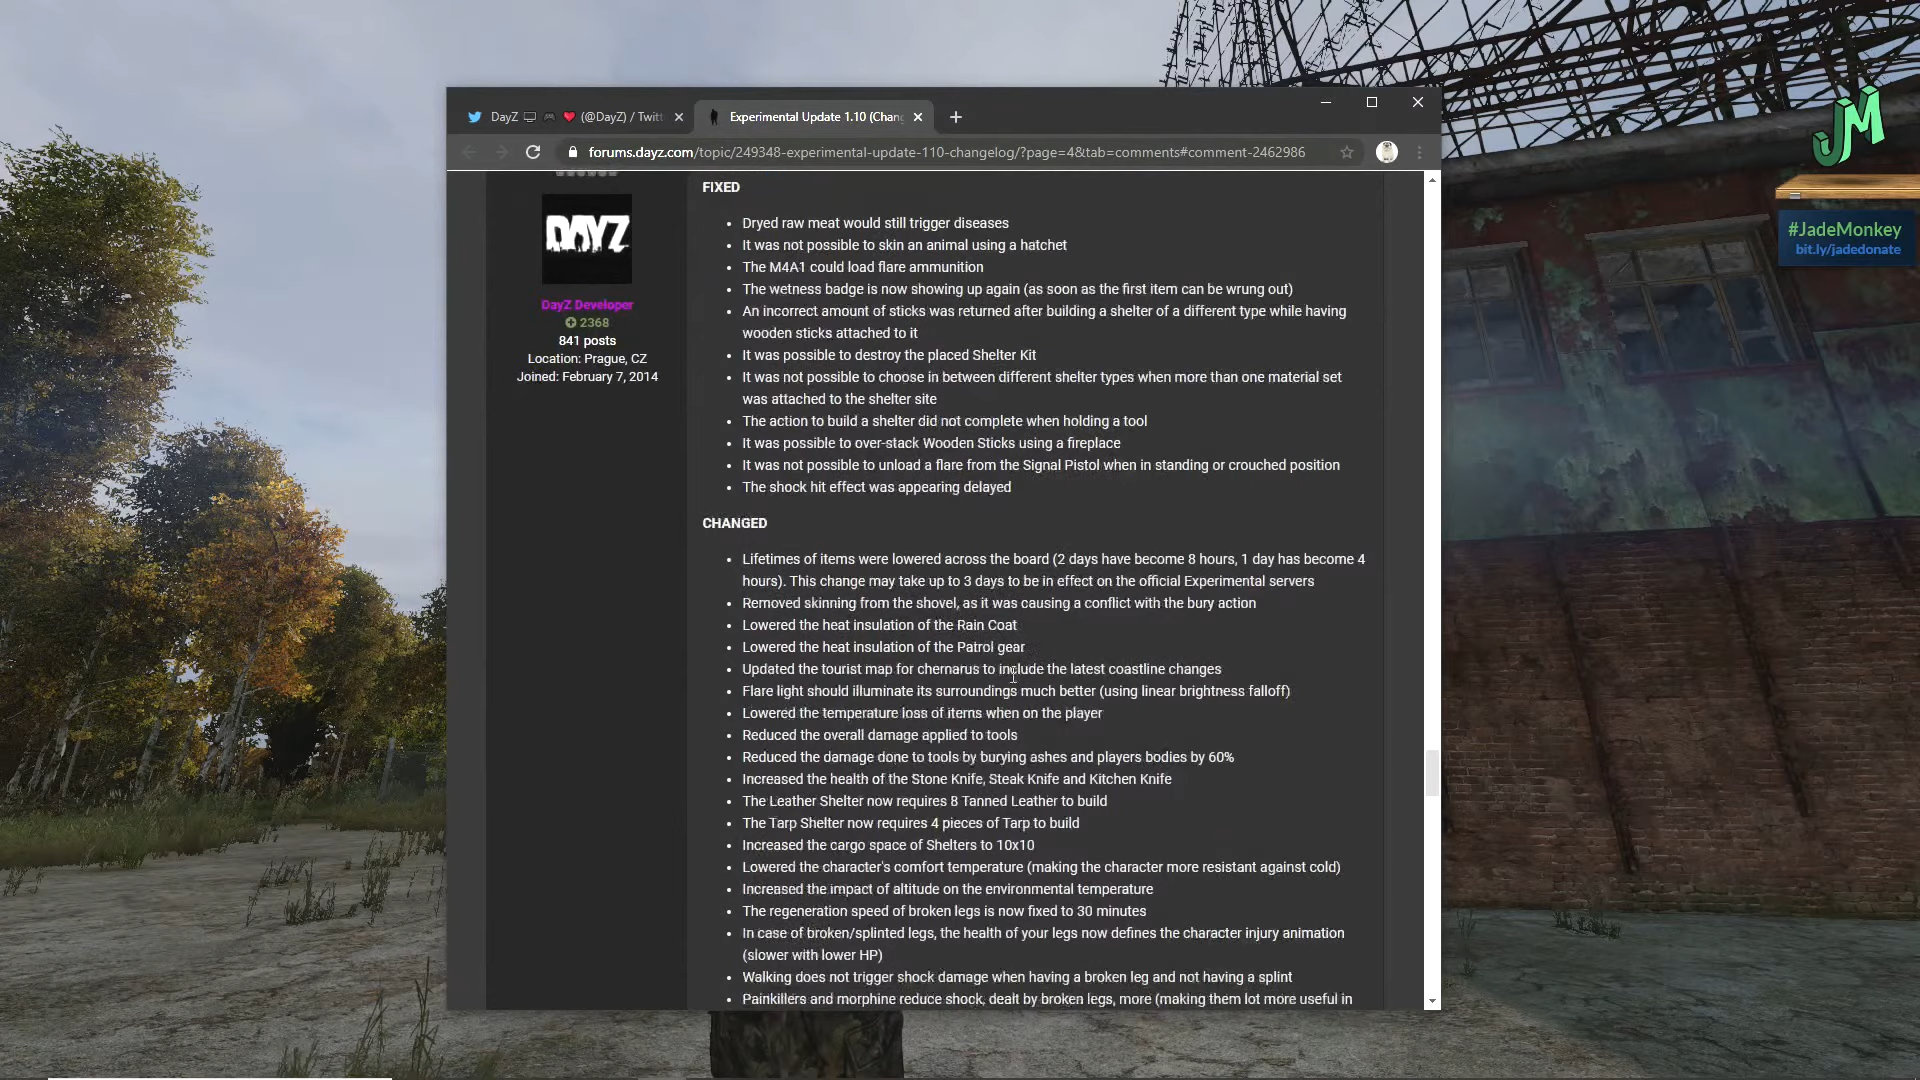 DayZ 🖥 🎮 ❤ (@DayZ) / Twitt
Experimental Update 1.10 (Chang
forums.dayz.com/topic/249348-experimental-update-110-changelog/?page=4&tab=comments#comment-2462986
JM
#JadeMonkey
bit.ly/jadedonate
DAYZ
DayZ Developer
2368
841 posts
Location: Prague, CZ
Joined: February 7, 2014
FIXED
• Dryed raw meat would still trigger diseases
• It was not possible to skin an animal using a hatchet
• The M4A1 could load flare ammunition
• The wetness badge is now showing up again (as soon as the first item can be wrung out)
• An incorrect amount of sticks was returned after building a shelter of a different type while having
wooden sticks attached to it
• It was possible to destroy the placed Shelter Kit
• It was not possible to choose in between different shelter types when more than one material set
was attached to the shelter site
• The action to build a shelter did not complete when holding a tool
• It was possible to over-stack Wooden Sticks using a fireplace
• It was not possible to unload a flare from the Signal Pistol when in standing or crouched position
• The shock hit effect was appearing delayed
CHANGED
• Lifetimes of items were lowered across the board (2 days have become 8 hours, 1 day has become 4
hours). This change may take up to 3 days to be in effect on the official Experimental servers
• Removed skinning from the shovel, as it was causing a conflict with the bury action
• Lowered the heat insulation of the Rain Coat
• Lowered the heat insulation of the Patrol gear
• Updated the tourist map for chernarus to include the latest coastline changes
• Flare light should illuminate its surroundings much better (using linear brightness falloff)
• Lowered the temperature loss of items when on the player
• Reduced the overall damage applied to tools
• Reduced the damage done to tools by burying ashes and players bodies by 60%
• Increased the health of the Stone Knife, Steak Knife and Kitchen Knife
• The Leather Shelter now requires 8 Tanned Leather to build
• The Tarp Shelter now requires 4 pieces of Tarp to build
• Increased the cargo space of Shelters to 10x10
• Lowered the character's comfort temperature (making the character more resistant against cold)
• Increased the impact of altitude on the environmental temperature
• The regeneration speed of broken legs is now fixed to 30 minutes
• In case of broken/splinted legs, the health of your legs now defines the character injury animation
(slower with lower HP)
• Walking does not trigger shock damage when having a broken leg and not having a splint
• Painkillers and morphine reduce shock, dealt by broken legs, more (making them lot more useful in